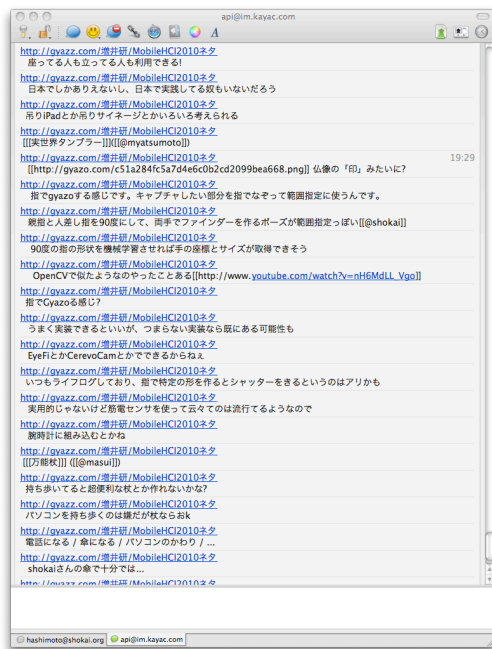 api@im.kayac.com
http://gyazz.com/増井研/MobileHCI2010ネタ
座ってる人も立ってる人も利用できる!
http://gyazz.com/増井研/MobileHCI2010ネタ
日本でしかありえないし、日本で実践してる奴もいないだろう
http://gyazz.com/増井研/MobileHCI2010ネタ
吊りiPadとか吊りサイネージとかいろいろ考えられる
http://gyazz.com/増井研/MobileHCI2010ネタ
[[[実世界タンブラー]]]([[@myatsumoto]])
http://gyazz.com/増井研/MobileHCI2010ネタ 19:29
[[http://gyazo.com/c51a284fc5a7d4e6c0b2cd2099bea668.png]] 仏像の「印」みたいに?
http://gyazz.com/増井研/MobileHCI2010ネタ
指でgyazoする感じです。キャプチャしたい部分を指でなぞって範囲指定に使うんです。
http://gyazz.com/増井研/MobileHCI2010ネタ
親指と人差し指を90度にして、両手でファインダーを作るポーズが範囲指定っぽい[[@shokai]]
http://gyazz.com/増井研/MobileHCI2010ネタ
90度の指の形状を機械学習させれば手の座標とサイズが取得できそう
http://gyazz.com/増井研/MobileHCI2010ネタ
OpenCVで似たようなのやったことある[[http://www.youtube.com/watch?v=nH6MdLL_Vgo]]
http://gyazz.com/増井研/MobileHCI2010ネタ
指でGyazoる感じ?
http://gyazz.com/増井研/MobileHCI2010ネタ
うまく実装できるといいが、つまらない実装なら既にある可能性も
http://gyazz.com/増井研/MobileHCI2010ネタ
EyeFiとかCerevoCamとかでできるからねぇ
http://gyazz.com/増井研/MobileHCI2010ネタ
いつもライフログしており、指で特定の形を作るとシャッターをきるというのはアリかも
http://gyazz.com/増井研/MobileHCI2010ネタ
実用的じゃないけど筋電センサを使って云々てのは流行てるようなので
http://gyazz.com/増井研/MobileHCI2010ネタ
腕時計に組み込むとかね
http://gyazz.com/増井研/MobileHCI2010ネタ
[[[万能杖]]] ([[@masui]])
http://gyazz.com/増井研/MobileHCI2010ネタ
持ち歩いてると超便利な杖とか作れないかな?
http://gyazz.com/増井研/MobileHCI2010ネタ
パソコンを持ち歩くのは嫌だが杖ならおk
http://gyazz.com/増井研/MobileHCI2010ネタ
電話になる / 傘になる / パソコンのかわり / ...
http://gyazz.com/増井研/MobileHCI2010ネタ
shokaiさんの傘で十分では...
http://gyazz.com/増井研/MobileHCI2010ネタ
hashimoto@shokai.org api@im.kayac.com